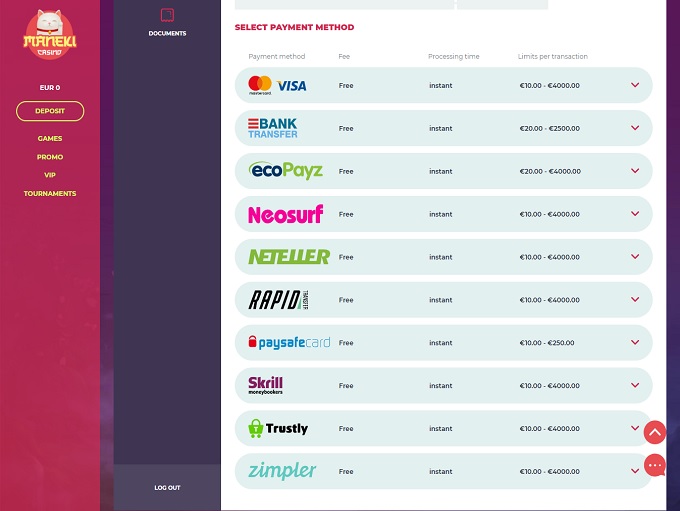 MANEKI
CASINO
EUR 0
DEPOSIT
GAMES
PROMO
VIP
TOURNAMENTS
DOCUMENTS
LOG OUT
SELECT PAYMENT METHOD
Payment method Fee Processing time Limits per transaction
mastercard VISA Free instant €10.00 - €4000.00
BANK
TRANSFER Free instant €20.00 - €2500.00
ecoPayz Free instant €20.00 - €4000.00
Neosurf Free instant €10.00 - €4000.00
NETELLER Free instant €10.00 - €4000.00
RAPID TRANSFER Free instant €10.00 - €4000.00
paysafecard Free instant €10.00 - €250.00
Skrill
moneybookers Free instant €10.00 - €4000.00
Trustly Free instant €10.00 - €4000.00
zimpler Free instant €10.00 - €4000.00